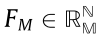 F_M ∈ ℝ_𝕄^ℕ